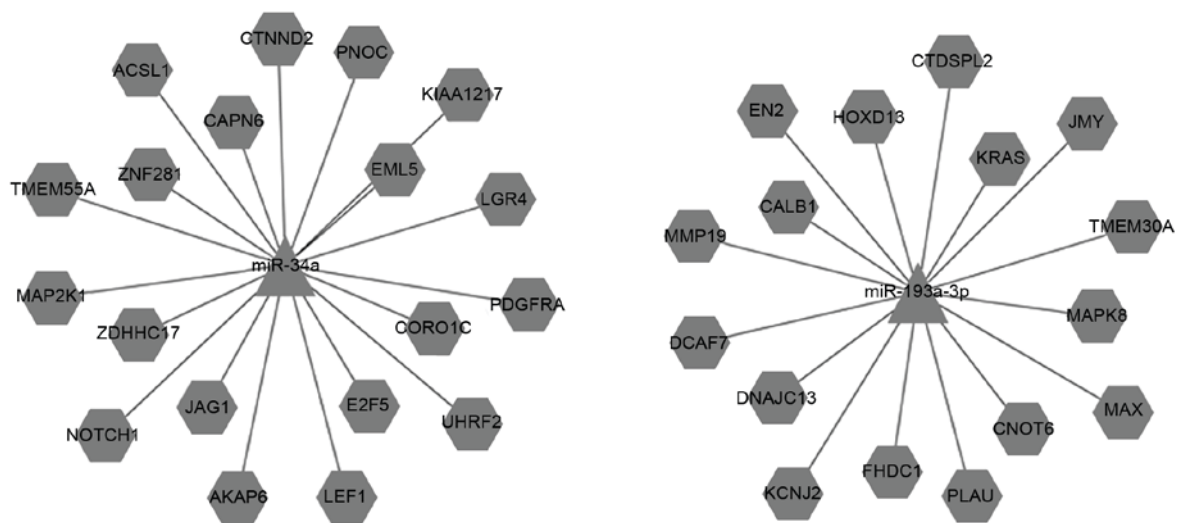 CTNND2
PNOC
ACSL1
KIAA1217
CAPN6
EML5
ZNF281
TMEM55A
LGR4
miR-34a
MAP2K1
PDGFRA
ZDHHC17
CORO1C
JAG1
E2F5
NOTCH1
UHRF2
AKAP6
LEF1
CTDSPL2
EN2
HOXD13
JMY
KRAS
CALB1
TMEM30A
MMP19
miR-193a-3p
MAPK8
DCAF7
DNAJC13
MAX
CNOT6
FHDC1
KCNJ2
PLAU